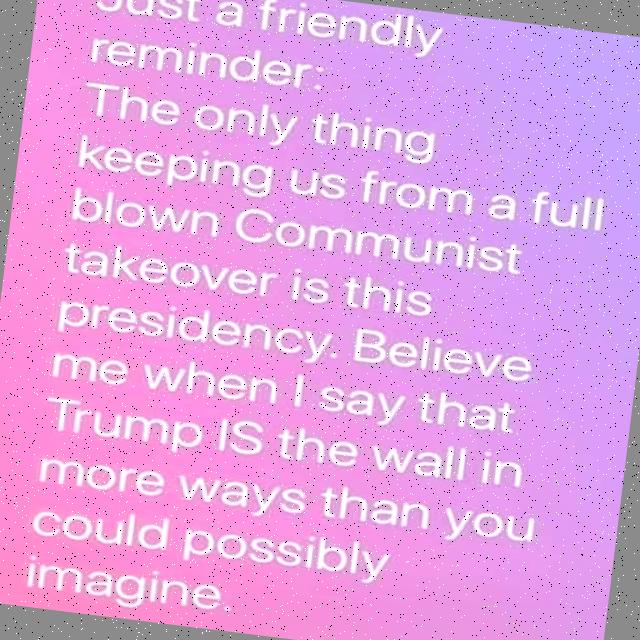 Just a friendly
reminder:
The only thing
keeping us from a full
blown Communist
takeover is this
presidency. Believe
me when I say that
Trump IS the wall in
more ways than you
could possibly
imagine.